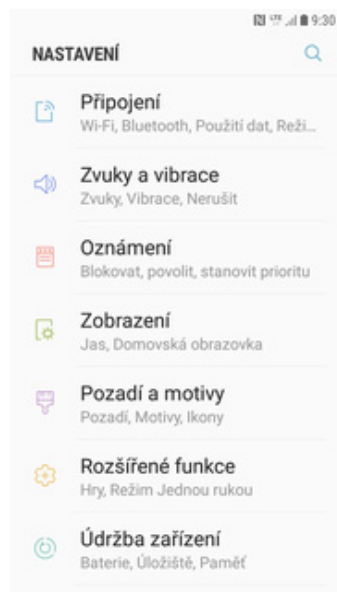 LTE 9:30
NASTAVENÍ
Připojení
Wi-Fi, Bluetooth, Použití dat, Reži...
Zvuky a vibrace
Zvuky, Vibrace, Nerušit
Oznámení
Blokovat, povolit, stanovit prioritu
Zobrazení
Jas, Domovská obrazovka
Pozadí a motivy
Pozadí, Motivy, Ikony
Rozšířené funkce
Hry, Režim Jednou rukou
Údržba zařízení
Baterie, Úložiště, Paměť